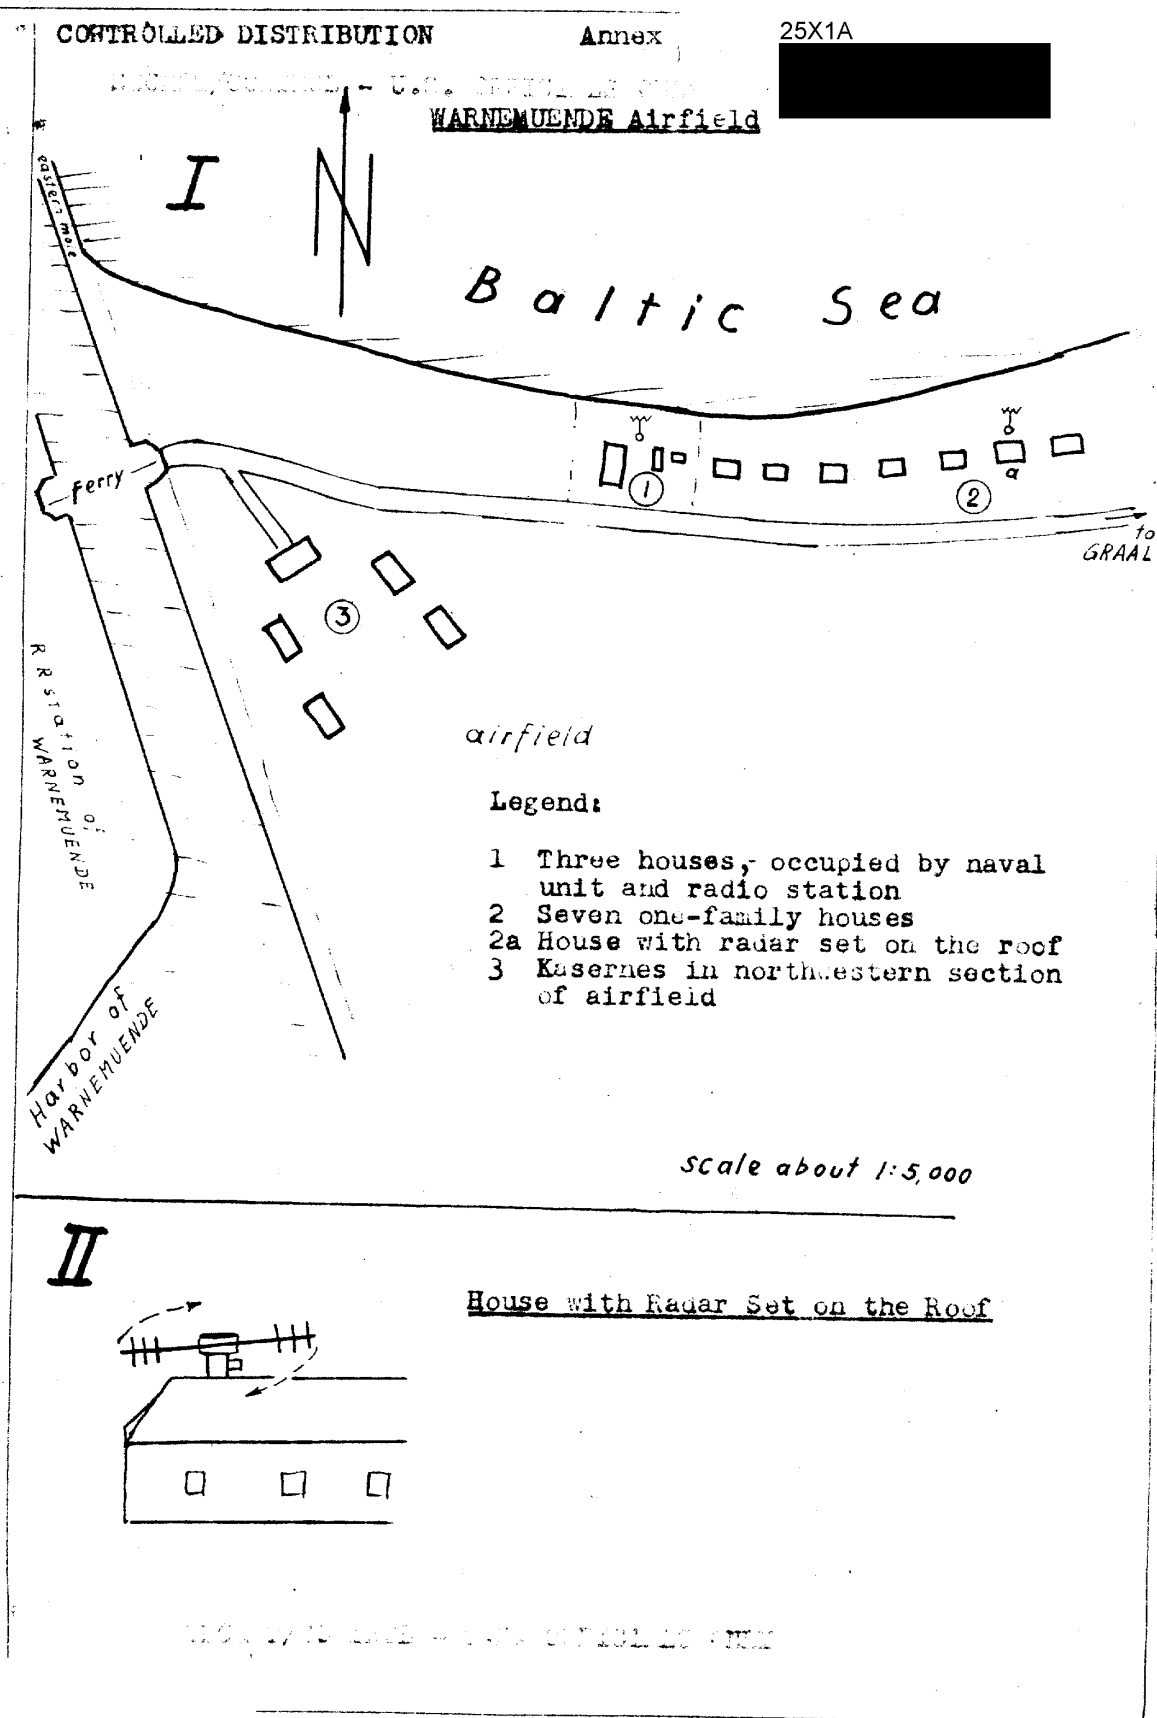 CONTROLLED DISTRIBUTION Annex 25X1A
WARNEMUENDE Airfield
I
N
eastern mole
Baltic Sea
Ferry
1
2
a
to
GRAAL
3
RR station of
WARNEMUENDE
airfield
Legend:
1 Three houses, occupied by naval
unit and radio station
2 Seven one-family houses
2a House with radar set on the roof
3 Kasernes in northwestern section
of airfield
Harbor of
WARNEMUENDE
scale about 1:5,000
II
House with Radar Set on the Roof